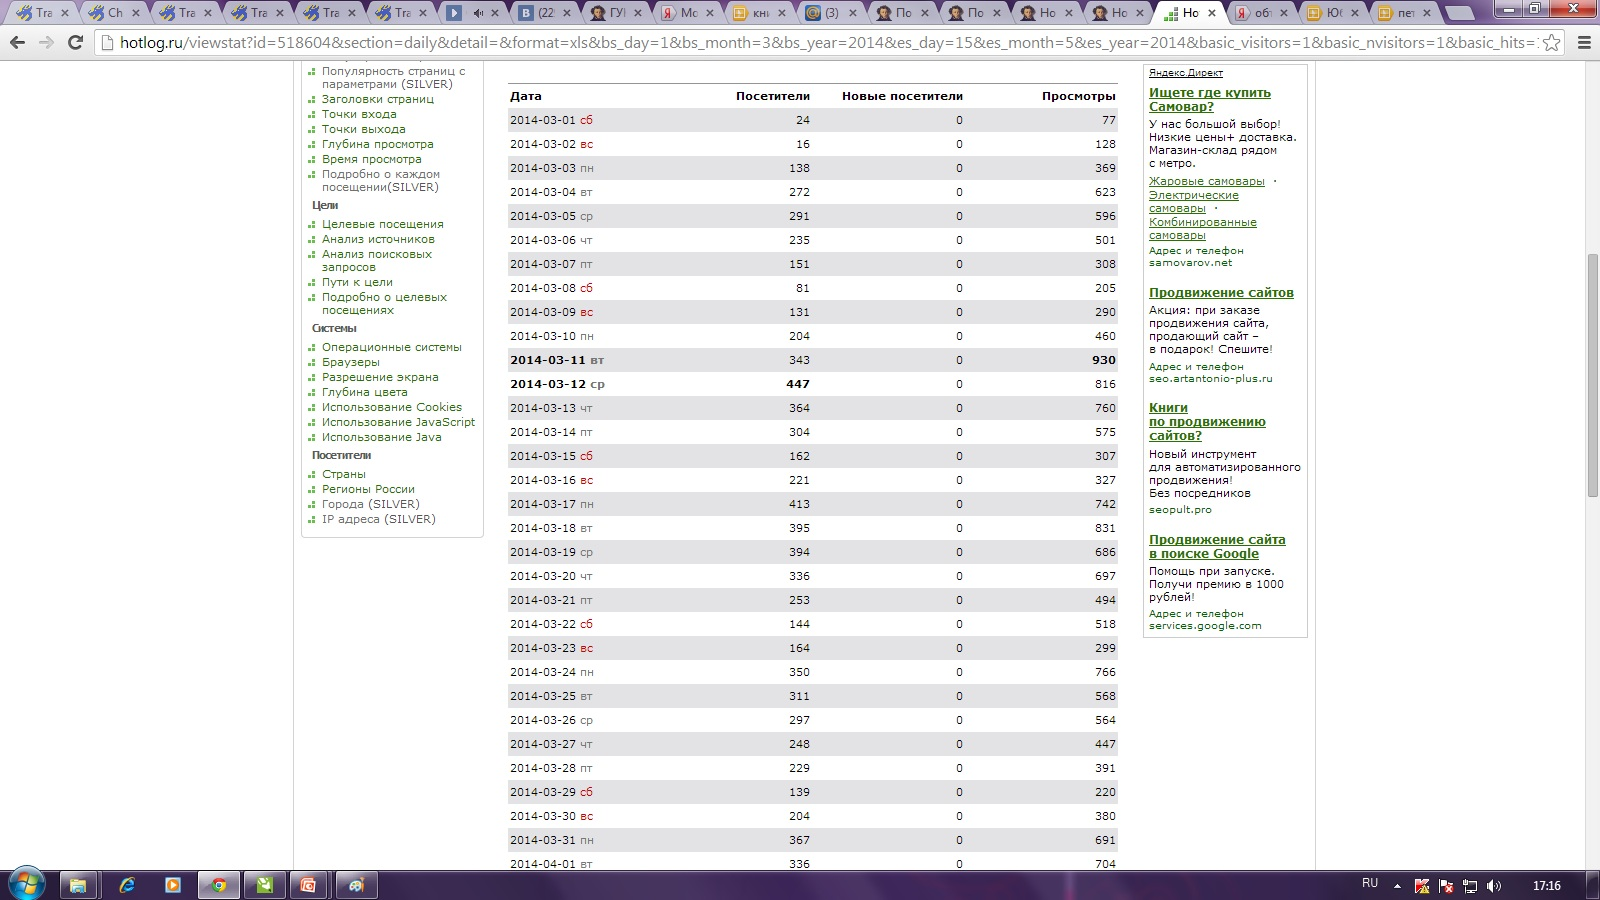 Tra
Ch
Tra
Tra
Tra
Tra
(22
ГУ
Мо
кни
(3)
По
По
Но
Но
Но
объ
Юб
пет
hotlog.ru/viewstat?id=518604&section=daily&detail=&format=xls&bs_day=1&bs_month=3&bs_year=2014&es_day=15&es_month=5&es_year=2014&basic_visitors=1&basic_nvisitors=1&basic_hits=
Популярность страниц с
параметрами (SILVER)
Заголовки страниц
Точки входа
Точки выхода
Глубина просмотра
Время просмотра
Подробно о каждом
посещении(SILVER)
Цели
Целевые посещения
Анализ источников
Анализ поисковых
запросов
Пути к цели
Подробно о целевых
посещениях
Системы
Операционные системы
Браузеры
Разрешение экрана
Глубина цвета
Использование Cookies
Использование JavaScript
Использование Java
Посетители
Страны
Регионы России
Города (SILVER)
IP адреса (SILVER)
Дата Посетители Новые посетители Просмотры
2014-03-01 сб 24 0 77
2014-03-02 вс 16 0 128
2014-03-03 пн 138 0 369
2014-03-04 вт 272 0 623
2014-03-05 ср 291 0 596
2014-03-06 чт 235 0 501
2014-03-07 пт 151 0 308
2014-03-08 сб 81 0 205
2014-03-09 вс 131 0 290
2014-03-10 пн 204 0 460
2014-03-11 вт 343 0 930
2014-03-12 ср 447 0 816
2014-03-13 чт 364 0 760
2014-03-14 пт 304 0 575
2014-03-15 сб 162 0 307
2014-03-16 вс 221 0 327
2014-03-17 пн 413 0 742
2014-03-18 вт 395 0 831
2014-03-19 ср 394 0 686
2014-03-20 чт 336 0 697
2014-03-21 пт 253 0 494
2014-03-22 сб 144 0 518
2014-03-23 вс 164 0 299
2014-03-24 пн 350 0 766
2014-03-25 вт 311 0 568
2014-03-26 ср 297 0 564
2014-03-27 чт 248 0 447
2014-03-28 пт 229 0 391
2014-03-29 сб 139 0 220
2014-03-30 вс 204 0 380
2014-03-31 пн 367 0 691
2014-04-01 вт 336 0 704
Яндекс.Директ
Ищете где купить
Самовар?
У нас большой выбор!
Низкие цены+ доставка.
Магазин-склад рядом
с метро.
Жаровые самовары ·
Электрические
самовары ·
Комбинированные
самовары
Адрес и телефон
samovarov.net
Продвижение сайтов
Акция: при заказе
продвижения сайта,
продающий сайт –
в подарок! Спешите!
Адрес и телефон
seo.artantonio-plus.ru
Книги
по продвижению
сайтов?
Новый инструмент
для автоматизированного
продвижения!
Без посредников
seopult.pro
Продвижение сайта
в поиске Google
Помощь при запуске.
Получи премию в 1000
рублей!
Адрес и телефон
services.google.com
RU
17:16